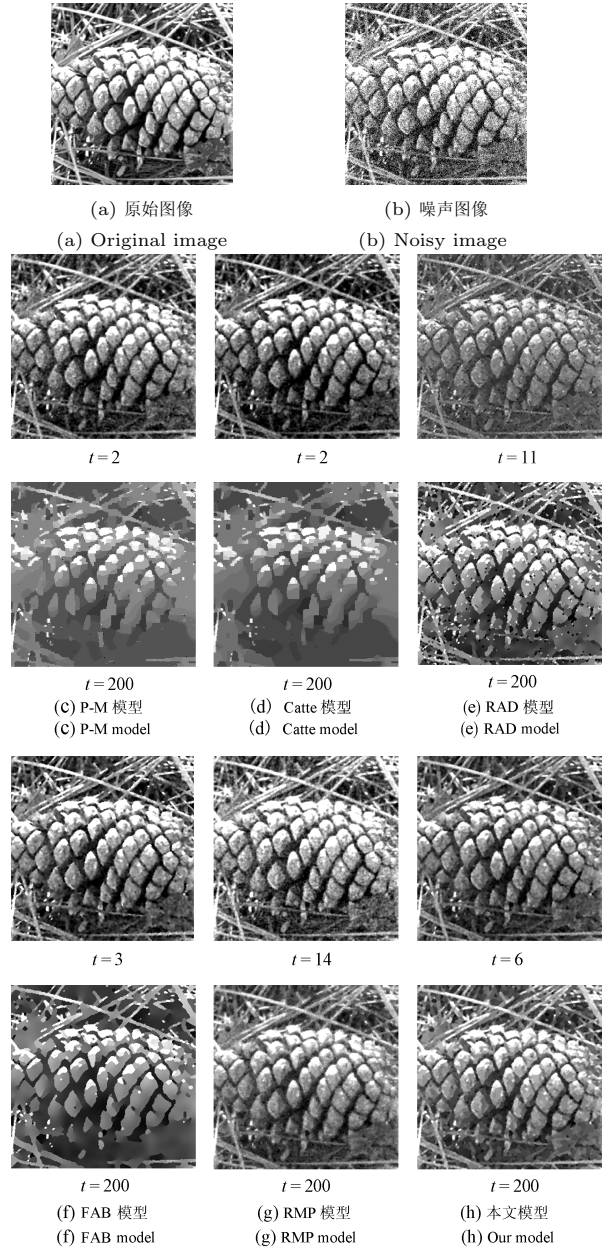 (a) 原始图像
(b) 噪声图像
(a) Original image
(b) Noisy image
t=2
t=2
t=11
t=200
t=200
t=200
(c) P-M 模型
(d) Catte 模型
(e) RAD 模型
(c) P-M model
(d) Catte model
(e) RAD model
t=3
t=14
t=6
t=200
t=200
t=200
(f) FAB 模型
(g) RMP 模型
(h) 本文模型
(f) FAB model
(g) RMP model
(h) Our model